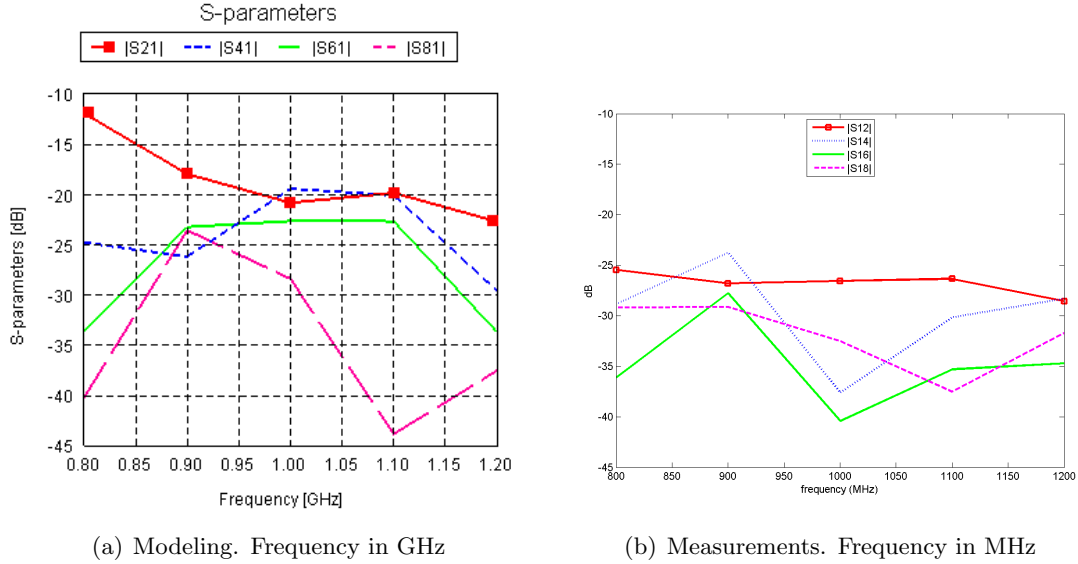 S-parameters
|S21| |S41| |S61| |S81|
-10
-15
-20
-25
-30
-35
-40
-45
S-parameters [dB]
0.80 0.85 0.90 0.95 1.00 1.05 1.10 1.15 1.20
Frequency [GHz]
(a) Modeling. Frequency in GHz
|S12|
|S14|
|S16|
|S18|
-10
-15
-20
-25
-30
-35
-40
-45
dB
800 850 900 950 1000 1050 1100 1150 1200
frequency (MHz)
(b) Measurements. Frequency in MHz